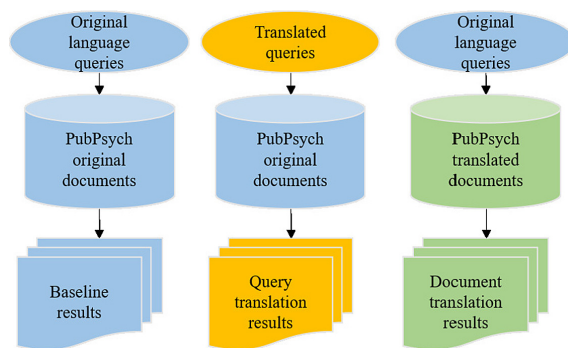 Original
language
queries
PubPsych
original
documents
Baseline
results
Translated
queries
PubPsych
original
documents
Query
translation
results
Original
language
queries
PubPsych
translated
documents
Document
translation
results